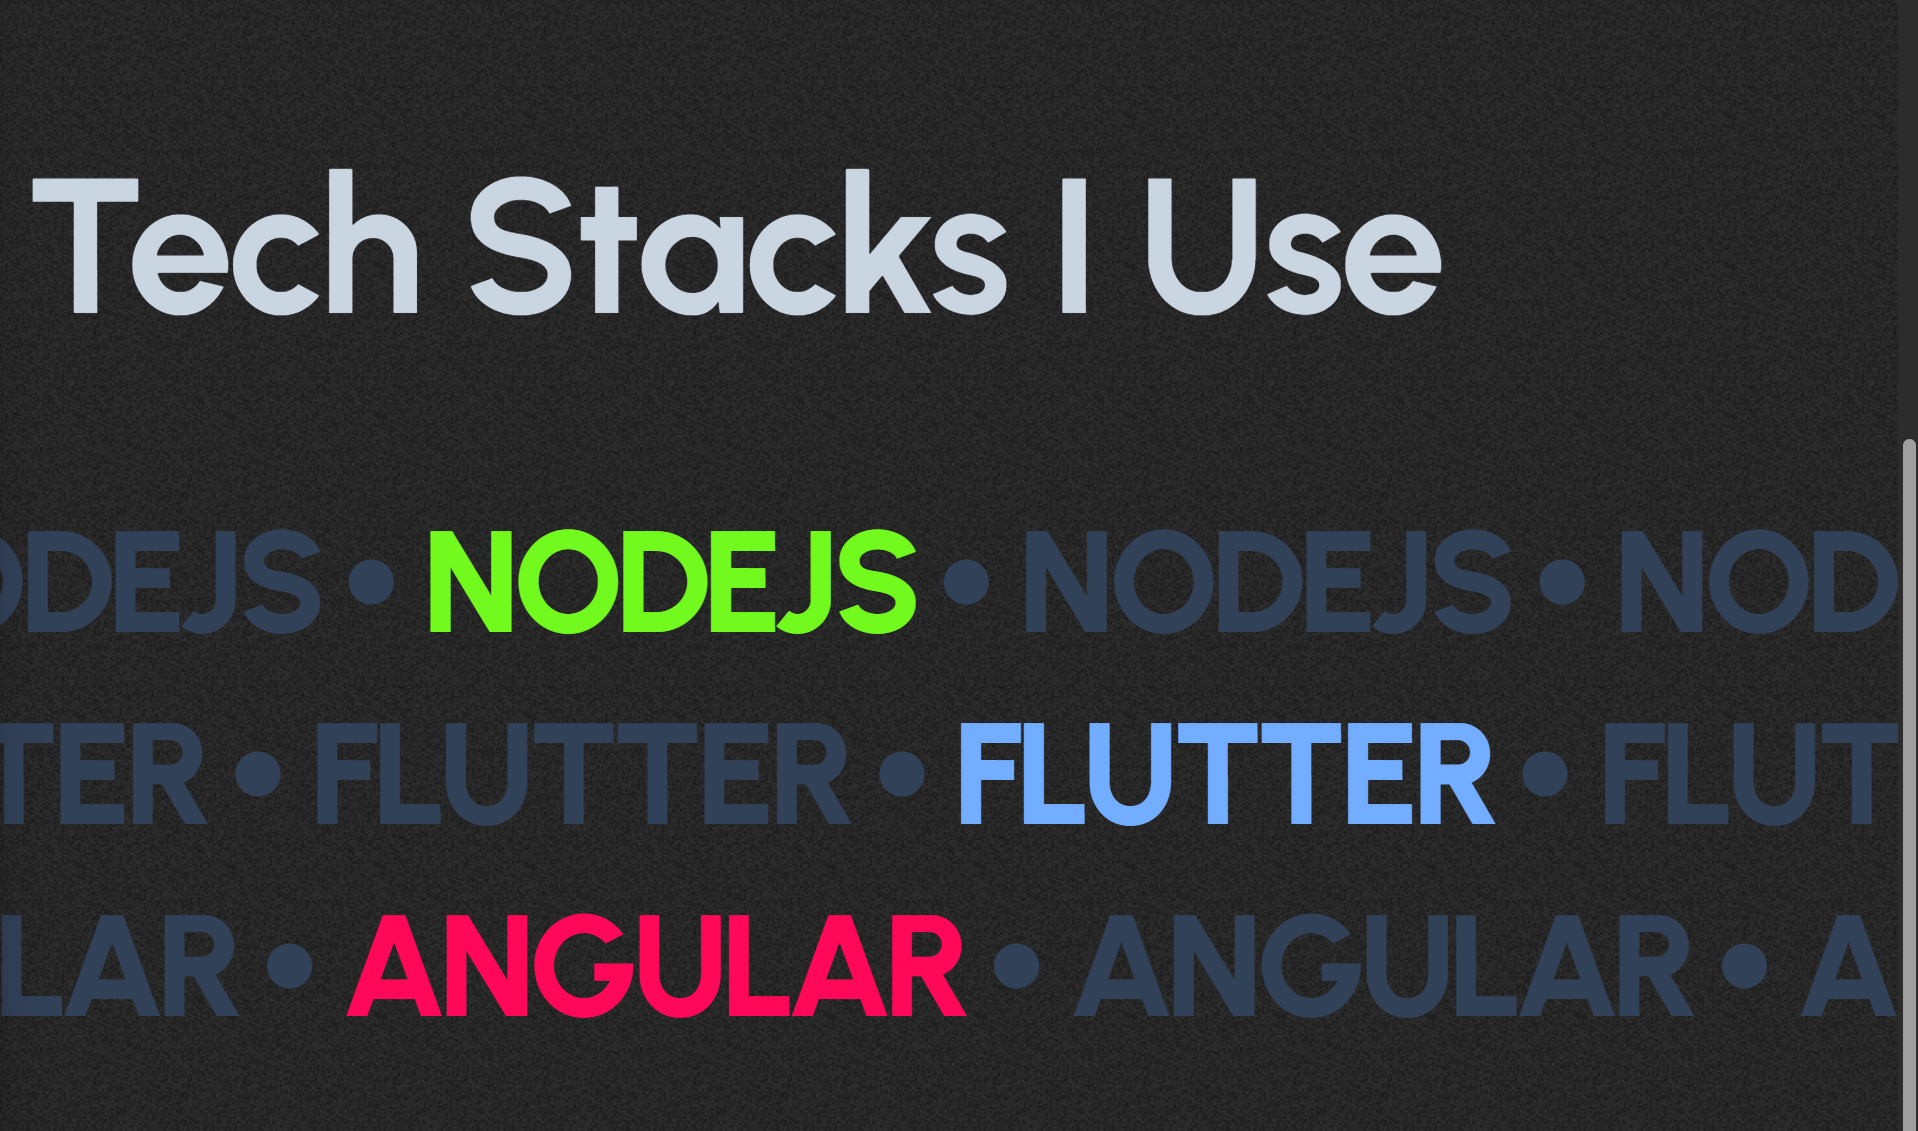 Tech Stacks I Use
ODEJS • NODEJS • NODEJS • NOD
TER • FLUTTER • FLUTTER • FLUT
LAR • ANGULAR • ANGULAR • A